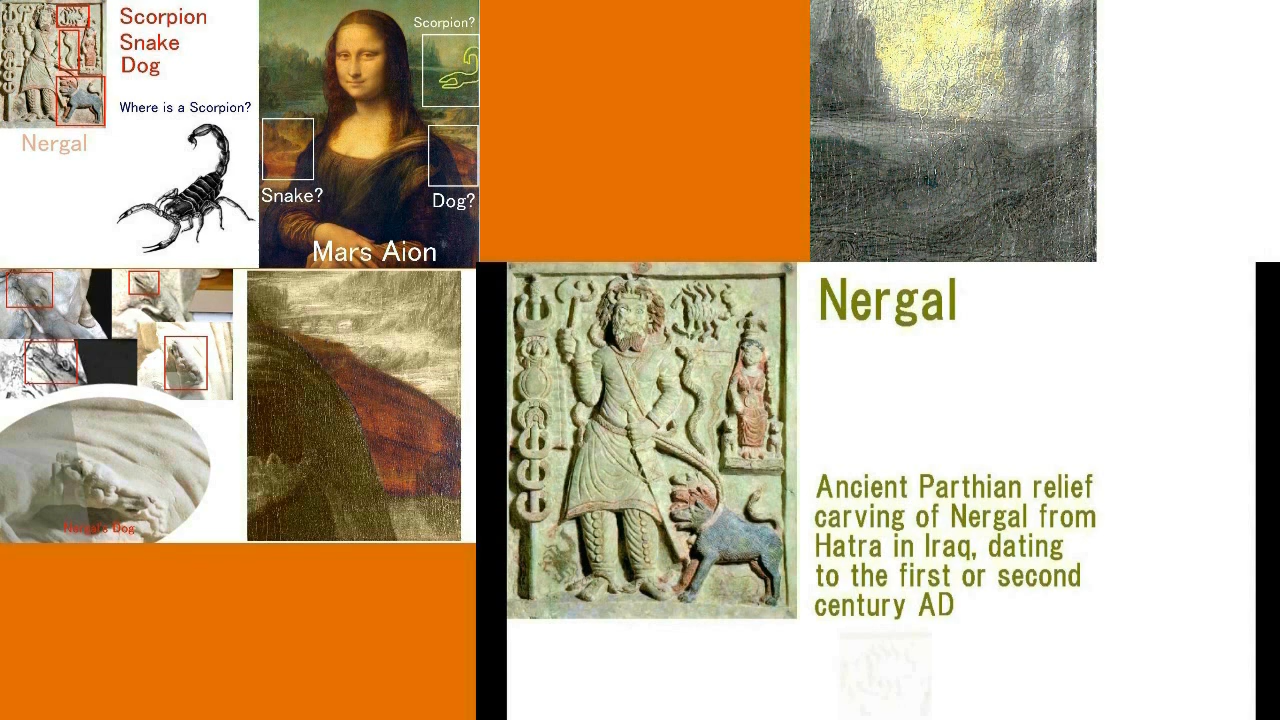 Scorpion
Snake
Dog
Where is a Scorpion?
Nergal
Scorpion?
Snake?
Dog?
Mars Aion
Nergal's Dog
Nergal
Ancient Parthian relief
carving of Nergal from
Hatra in Iraq, dating
to the first or second
century AD